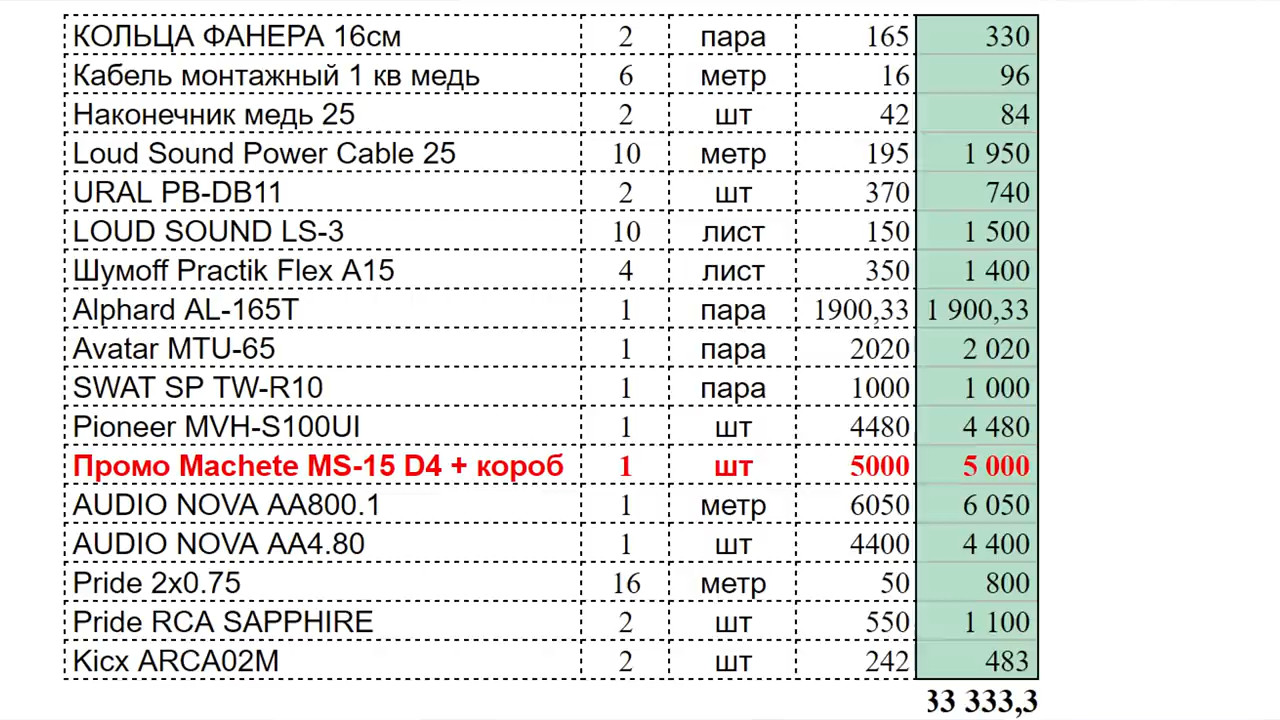 КОЛЬЦА ФАНЕРА 16см 2 пара 165 330
Кабель монтажный 1 кв медь 6 метр 16 96
Наконечник медь 25 2 шт 42 84
Loud Sound Power Cable 25 10 метр 195 1 950
URAL PB-DB11 2 шт 370 740
LOUD SOUND LS-3 10 лист 150 1 500
Шумoff Practik Flex A15 4 лист 350 1 400
Alphard AL-165T 1 пара 1900,33 1 900,33
Avatar MTU-65 1 пара 2020 2 020
SWAT SP TW-R10 1 пара 1000 1 000
Pioneer MVH-S100UI 1 шт 4480 4 480
Промо Machete MS-15 D4 + короб 1 шт 5000 5 000
AUDIO NOVA AA800.1 1 метр 6050 6 050
AUDIO NOVA AA4.80 1 шт 4400 4 400
Pride 2x0.75 16 метр 50 800
Pride RCA SAPPHIRE 2 шт 550 1 100
Kicx ARCA02M 2 шт 242 483
33 333,3